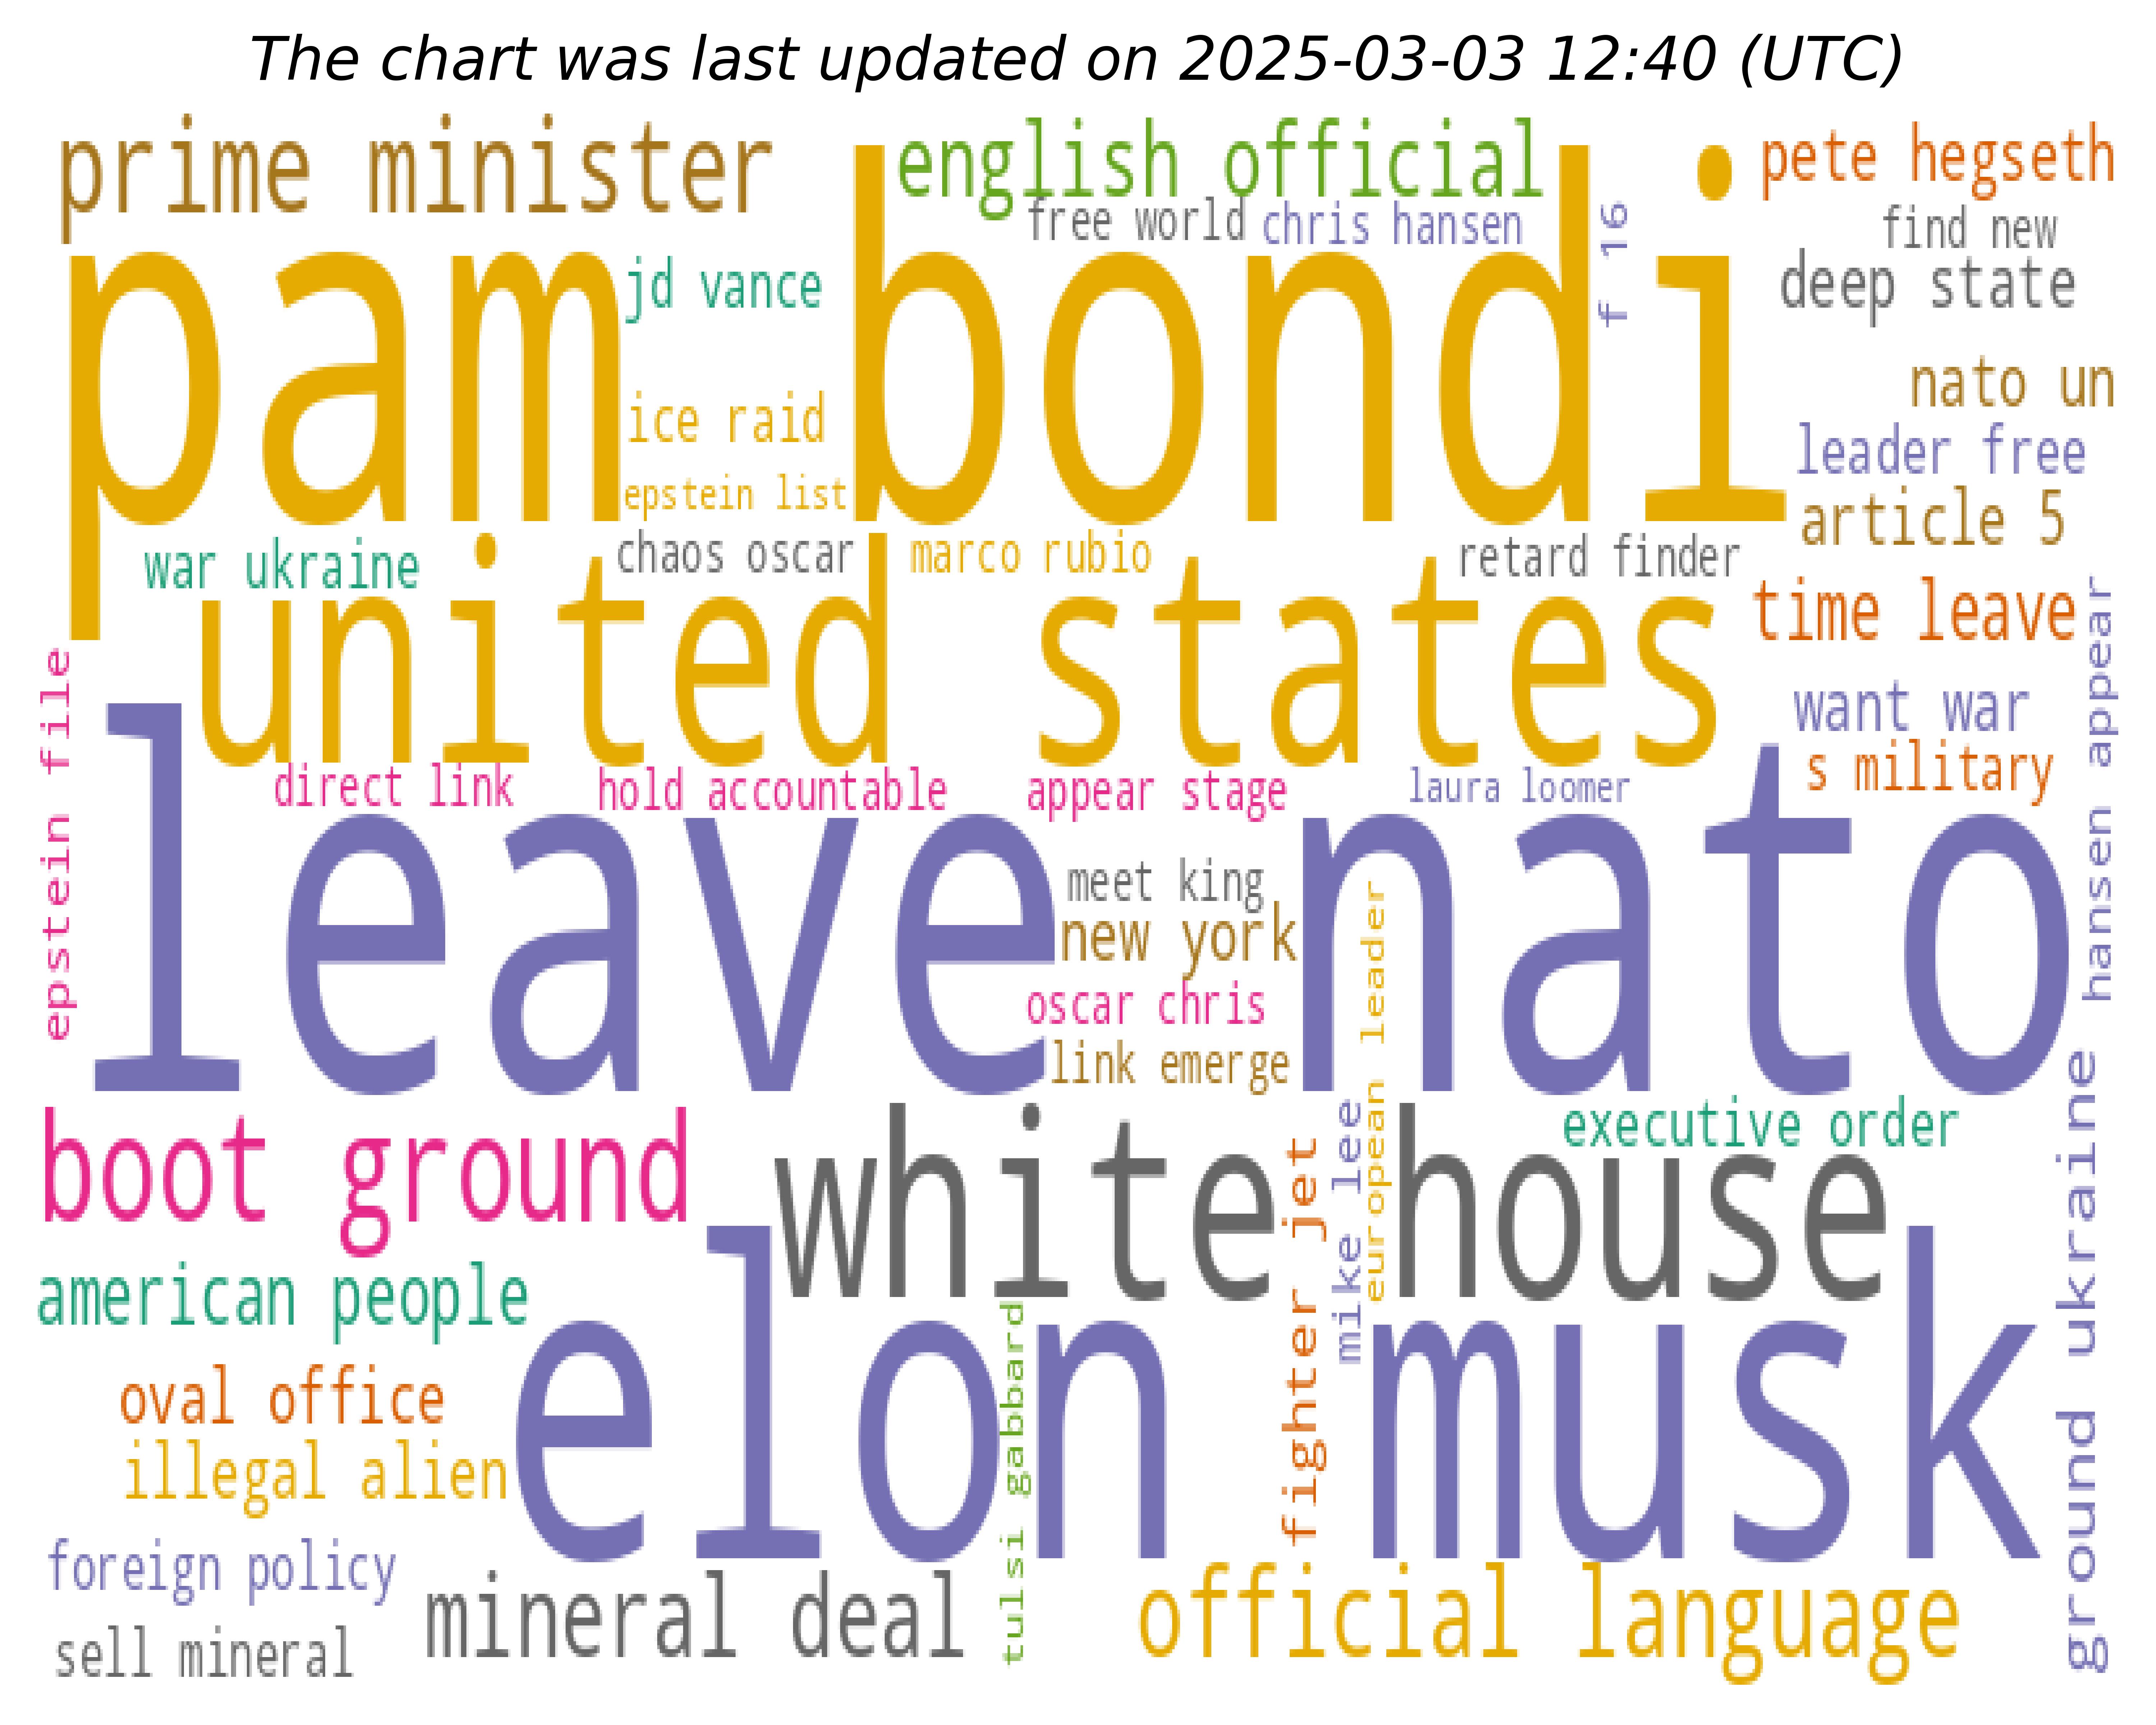 The chart was last updated on 2025-03-03 12:40 (UTC)
prime minister
english official
pete hegseth
free world
chris hansen
f 16
find new
pam bondi
jd vance
deep state
ice raid
nato un
leader free
epstein list
article 5
war ukraine
chaos oscar
marco rubio
retard finder
united states
time leave
hansen appear
epstein file
want war
s military
direct link
hold accountable
appear stage
laura loomer
leave nato
meet king
new york
european leader
oscar chris
link emerge
boot ground
white house
executive order
mike lee
fighter jet
ground ukraine
american people
elon musk
tulsi gabbard
oval office
illegal alien
foreign policy
mineral deal
official language
sell mineral